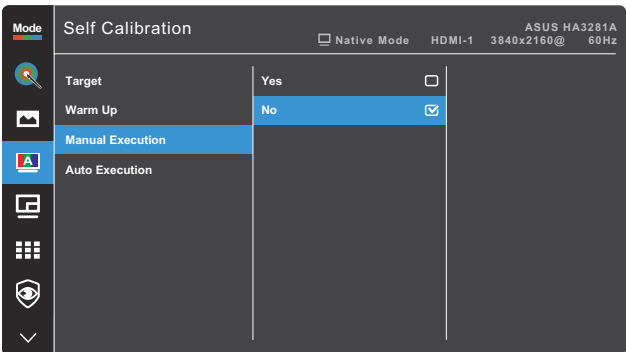 Mode
Self Calibration
Native Mode HDMI-1
ASUS HA3281A
3840x2160@ 60Hz
Target
Warm Up
Manual Execution
Auto Execution
Yes
No
A